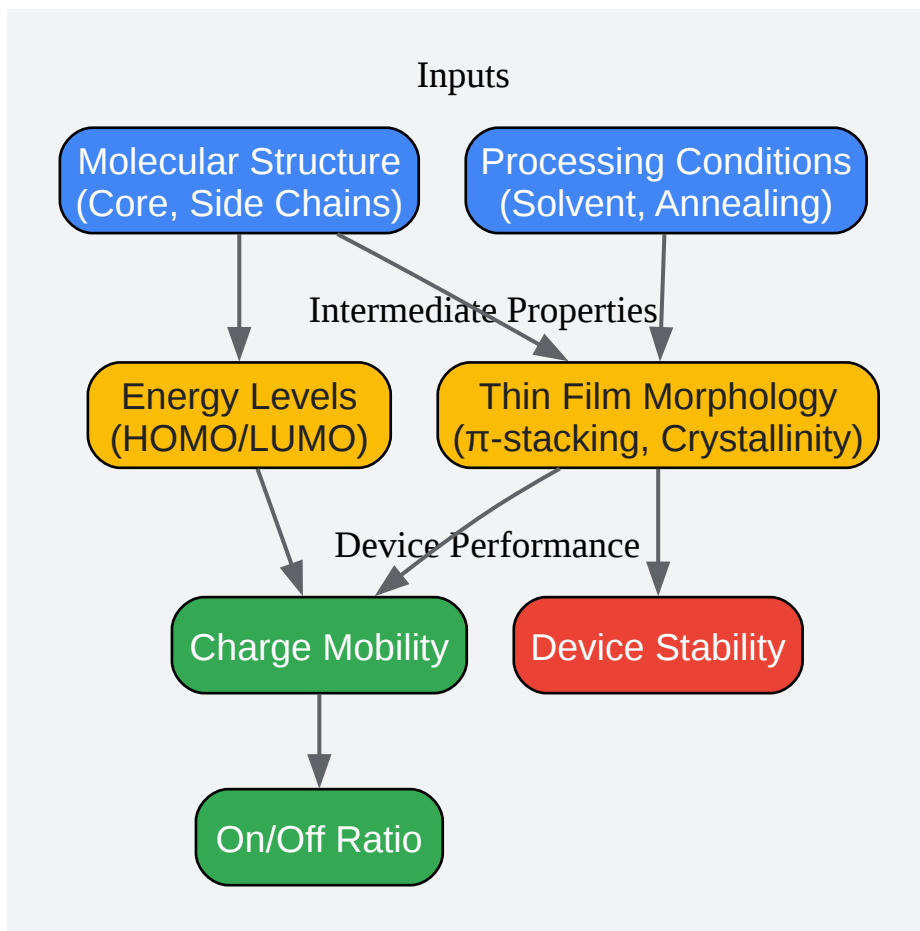 Inputs
Molecular Structure
(Core, Side Chains)
Processing Conditions
(Solvent, Annealing)
Intermediate Properties
Energy Levels
(HOMO/LUMO)
Thin Film Morphology
(π-stacking, Crystallinity)
Device Performance
Charge Mobility
Device Stability
On/Off Ratio